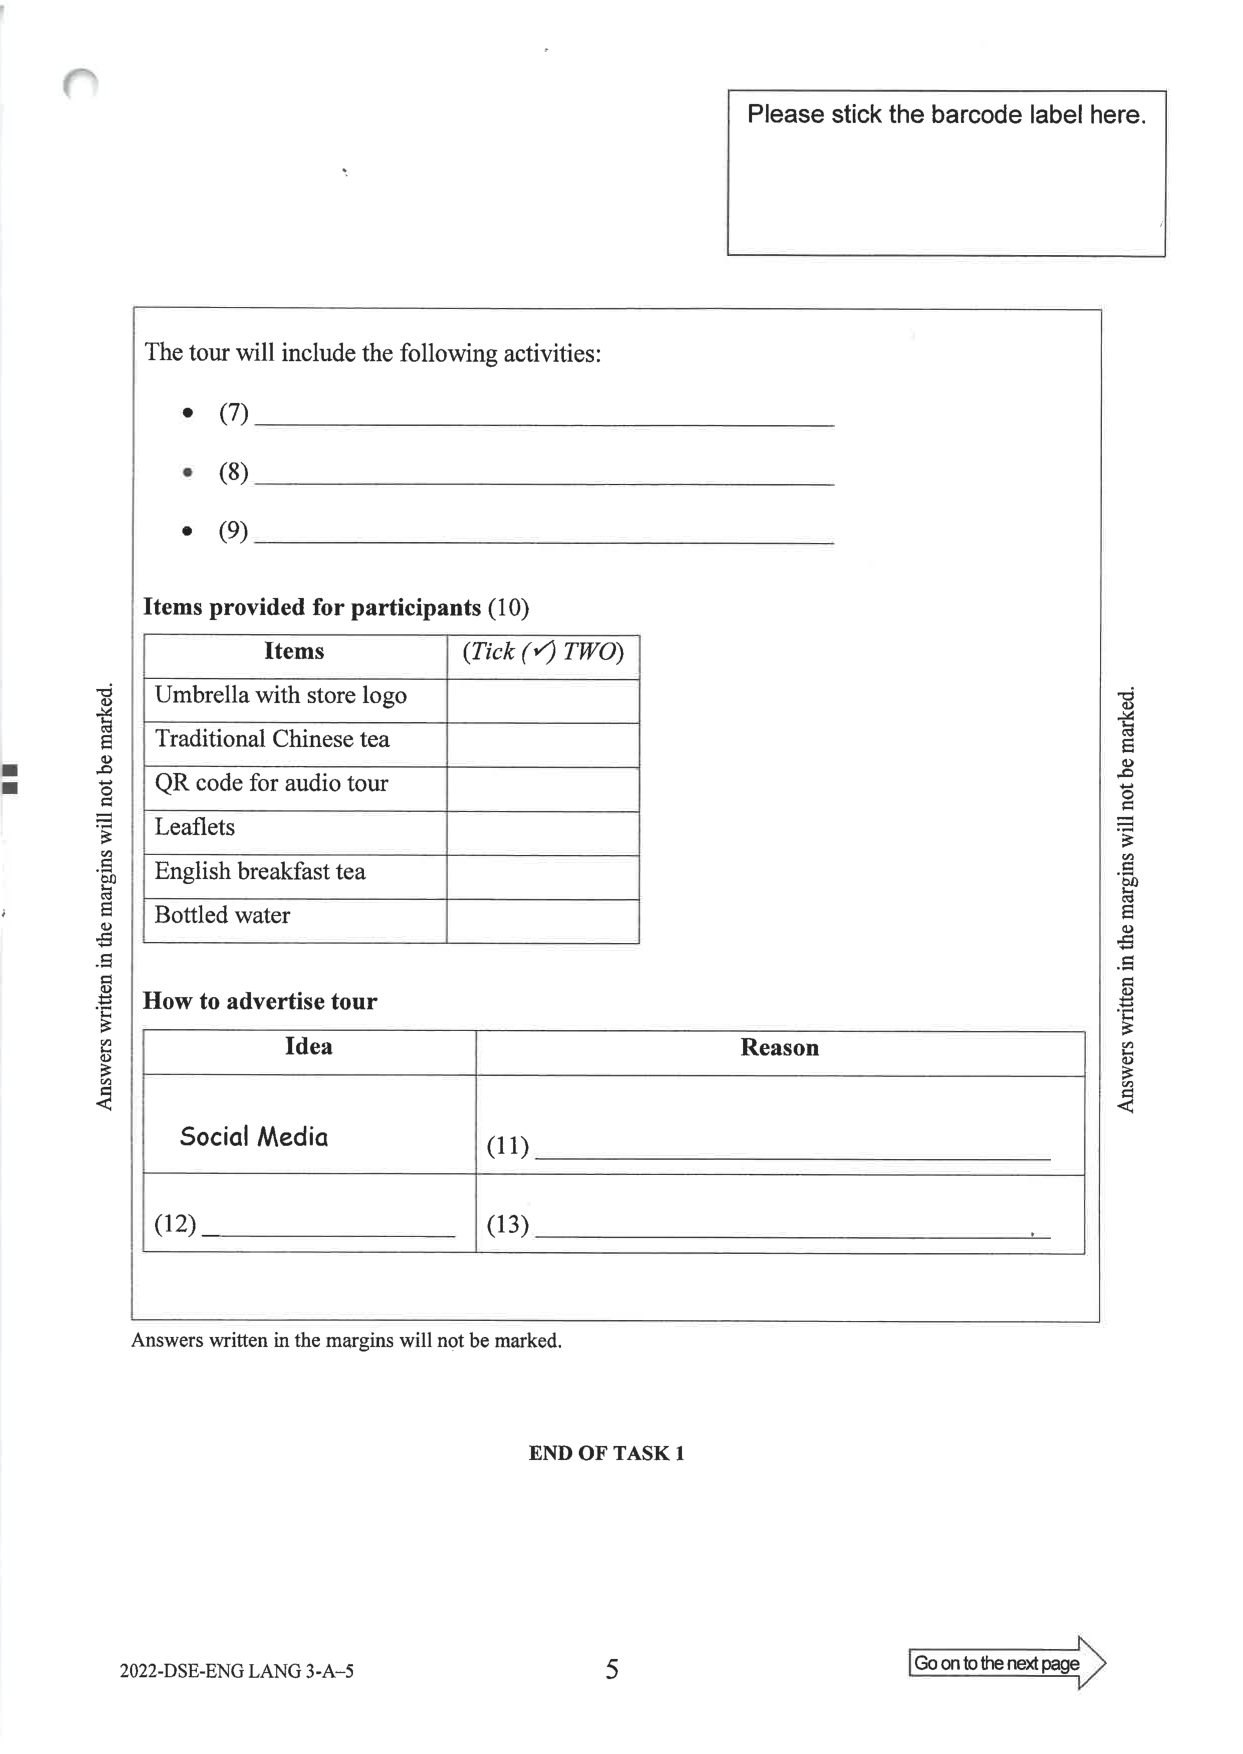 Please stick the barcode label here.
The tour will include the following activities:
• (7)
• (8)
• (9)
Items provided for participants (10)
Items (Tick (✓) TWO)
Umbrella with store logo
Traditional Chinese tea
QR code for audio tour
Leaflets
English breakfast tea
Bottled water
How to advertise tour
Idea Reason
Social Media (11)
(12) (13)
Answers written in the margins will not be marked.
Answers written in the margins will not be marked.
Answers written in the margins will not be marked.
END OF TASK 1
2022-DSE-ENG LANG 3-A–5 5 Go on to the next page